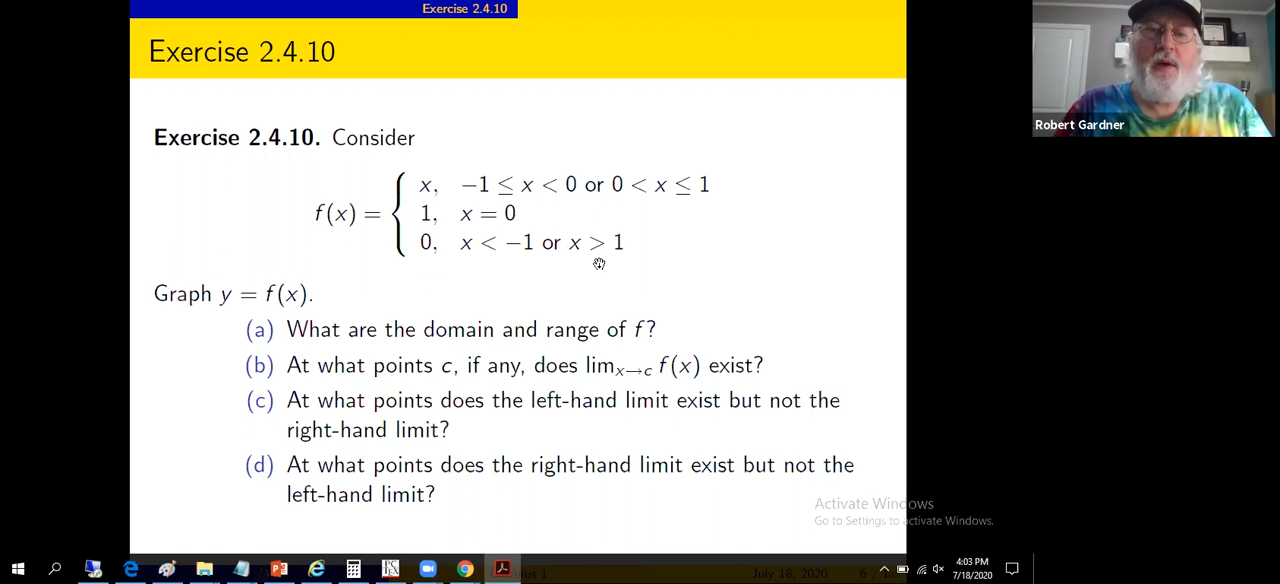 Exercise 2.4.10
Exercise 2.4.10
Exercise 2.4.10. Consider
f(x) = { x, −1 ≤ x < 0 or 0 < x ≤ 1
1, x = 0
0, x < −1 or x > 1
Graph y = f(x).
(a) What are the domain and range of f?
(b) At what points c, if any, does lim x→c f(x) exist?
(c) At what points does the left-hand limit exist but not the
right-hand limit?
(d) At what points does the right-hand limit exist but not the
left-hand limit?
Robert Gardner
Activate Windows
Go to Settings to activate Windows.
July 18, 2020
4:03 PM
7/18/2020